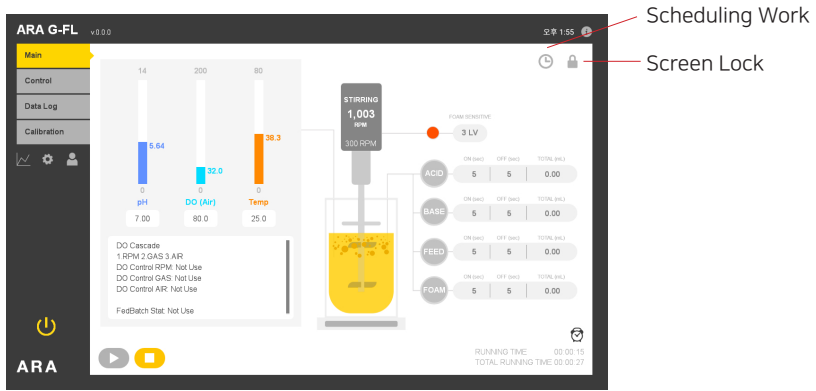 Scheduling Work
ARA G-FL v.0.0.0
오후 1:55
Main
Control
Data Log
Calibration
Screen Lock
14 200 80
5.64 32.0 38.3
0 0 0
pH DO (Air) Temp
7.00 80.0 25.0
STIRRING
1,003
RPM
300 RPM
FOAM SENSITIVE
3 LV
ON (sec) OFF (sec) TOTAL (mL)
ACID 5 5 0.00
ON (sec) OFF (sec) TOTAL (mL)
BASE 5 5 0.00
ON (sec) OFF (sec) TOTAL (mL)
FEED 5 5 0.00
ON (sec) OFF (sec) TOTAL (mL)
FOAM 5 5 0.00
DO Cascade
1.RPM 2.GAS 3.AIR
DO Control RPM: Not Use
DO Control GAS: Not Use
DO Control AIR: Not Use
FedBatch Stat: Not Use
RUNNING TIME 00:00:15
TOTAL RUNNING TIME 00:00:27
ARA